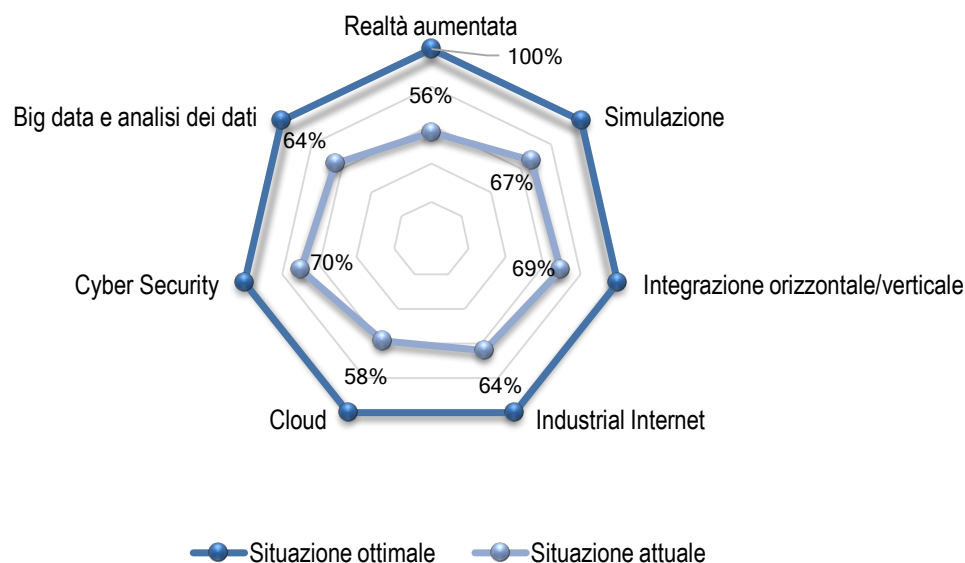 Realtà aumentata
100%
56%
Big data e analisi dei dati
Simulazione
64%
67%
70%
69%
Cyber Security
Integrazione orizzontale/verticale
58%
64%
Cloud
Industrial Internet
Situazione ottimale
Situazione attuale